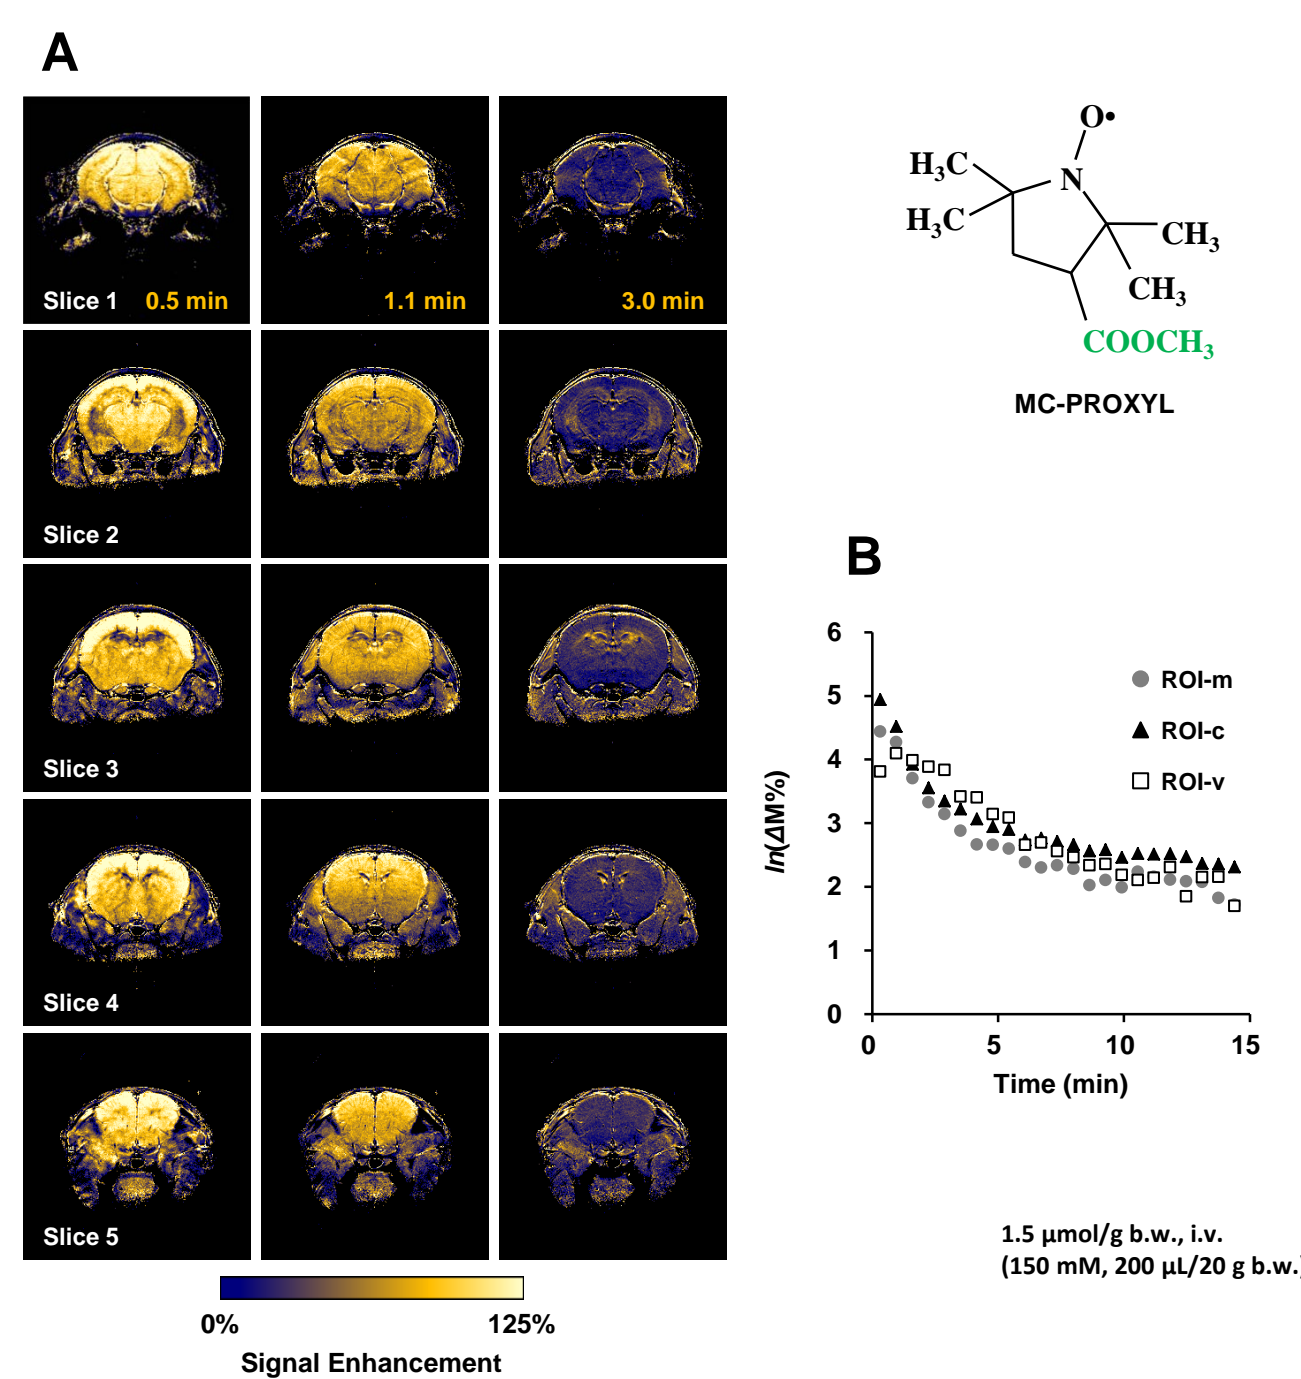 A
Slice 1 0.5 min
1.1 min
3.0 min
Slice 2
Slice 3
Slice 4
Slice 5
0% 125%
Signal Enhancement
O•
N
H₃C
H₃C
CH₃
CH₃
COOCH₃
MC-PROXYL
B
6
5
4
3
2
1
0
ln(ΔM%)
ROI-m
ROI-c
ROI-v
0 5 10 15
Time (min)
1.5 μmol/g b.w., i.v.
(150 mM, 200 μL/20 g b.w.)